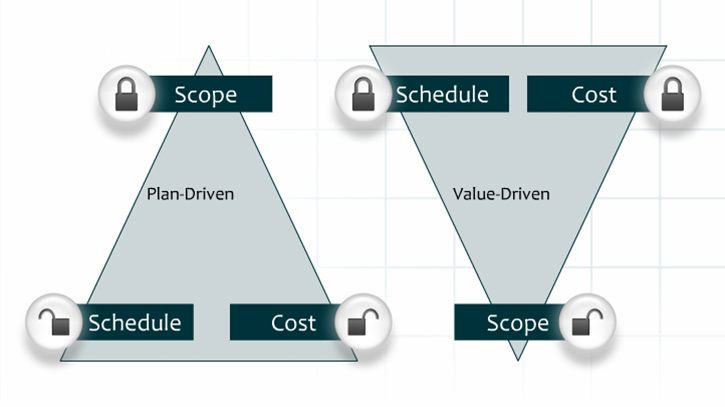 Scope
Schedule
Cost
Plan-Driven
Value-Driven
Schedule
Cost
Scope